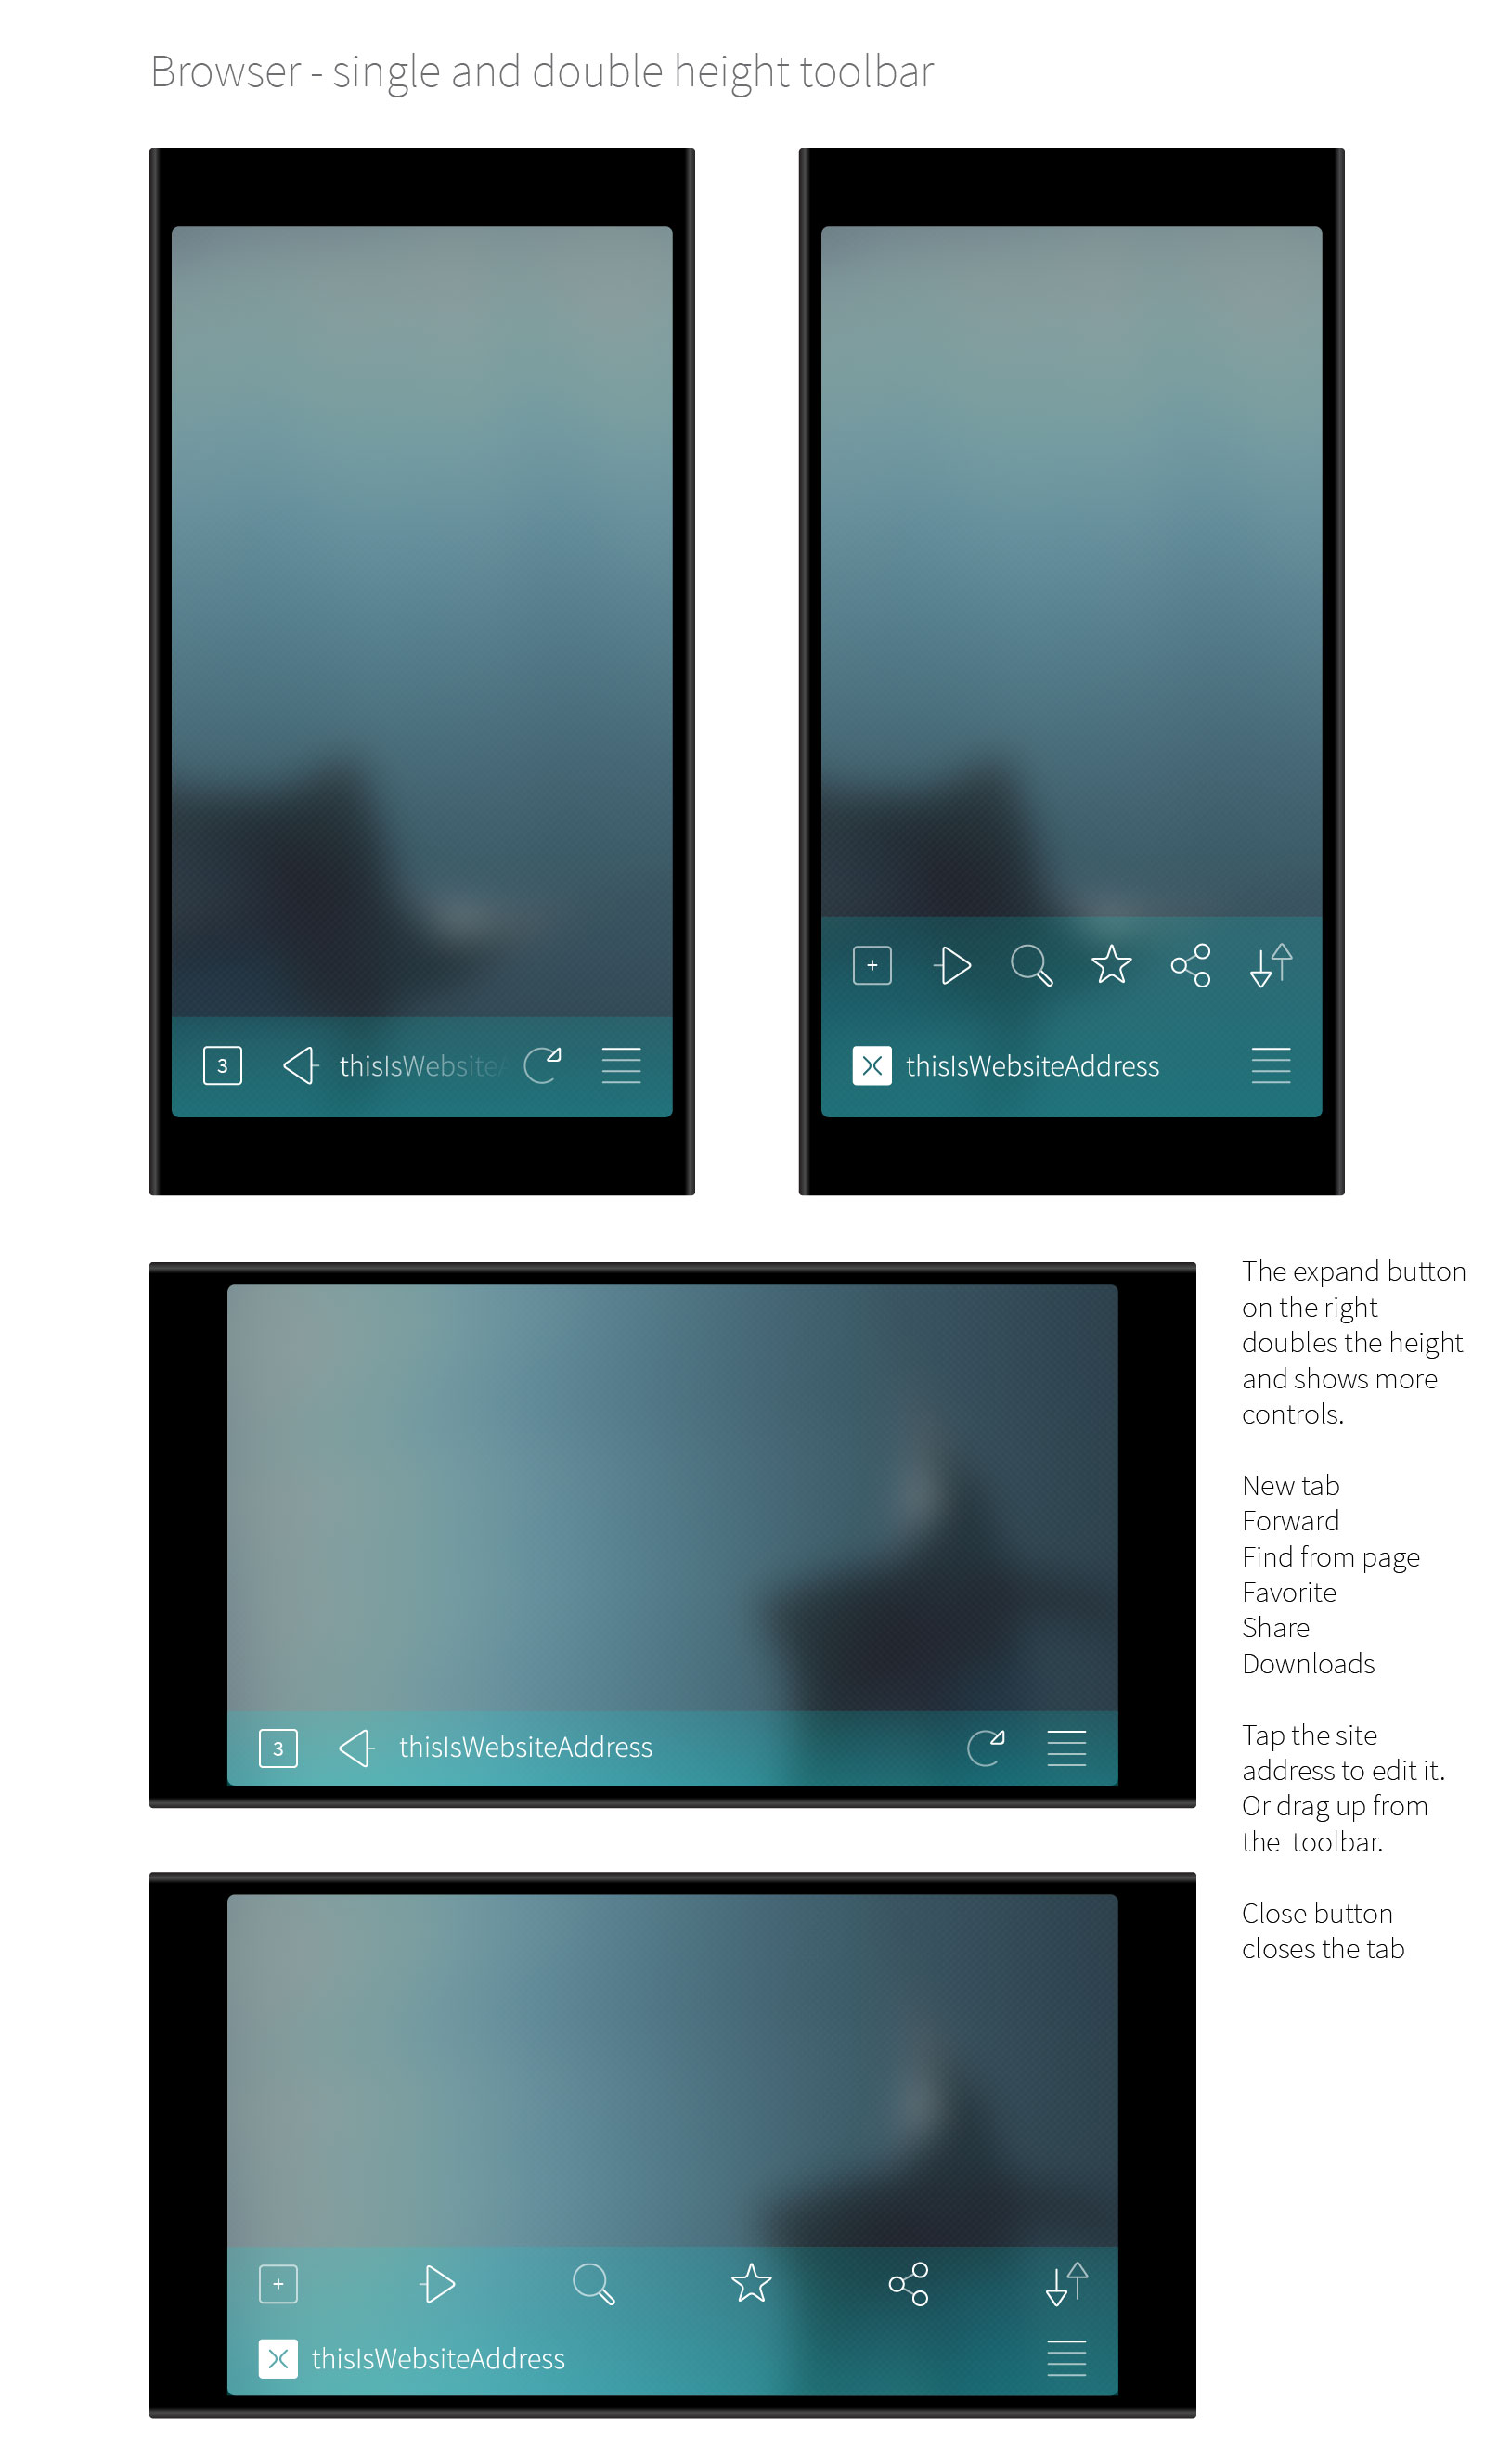 Browser - single and double height toolbar
3
thisIsWebsiteA
+
thisIsWebsiteAddress
The expand button
on the right
doubles the height
and shows more
controls.
New tab
Forward
Find from page
Favorite
Share
Downloads
Tap the site
address to edit it.
Or drag up from
the  toolbar.
Close button
closes the tab
3
thisIsWebsiteAddress
+
thisIsWebsiteAddress